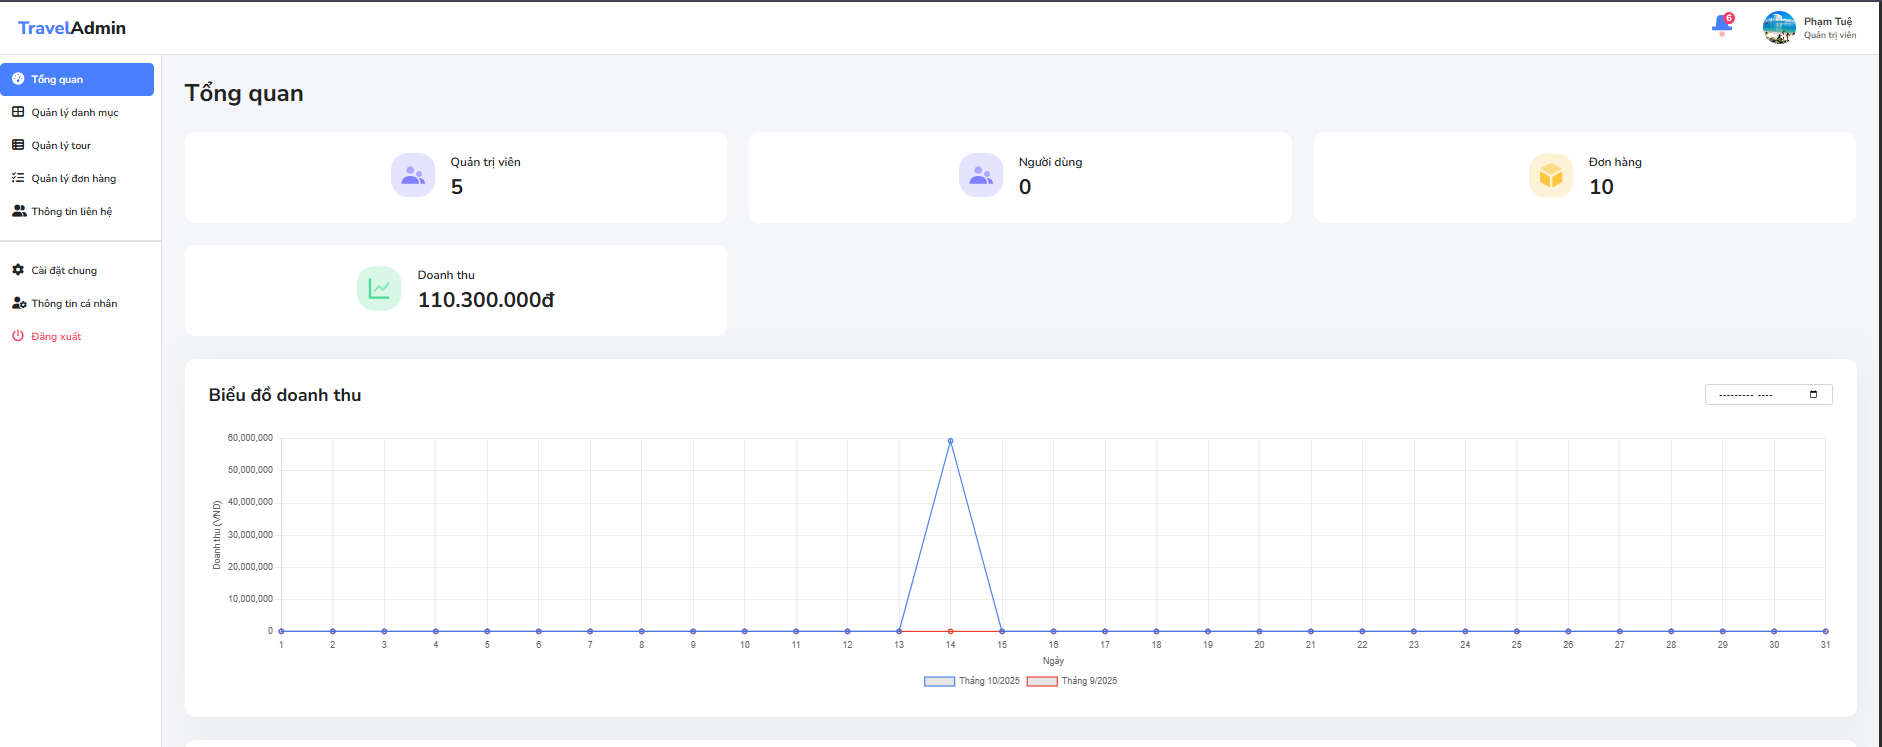 TravelAdmin
6
Phạm Tuệ
Quản trị viên
Tổng quan
Quản lý danh mục
Quản lý tour
Quản lý đơn hàng
Thông tin liên hệ
Cài đặt chung
Thông tin cá nhân
Đăng xuất
Tổng quan
Quản trị viên
5
Người dùng
0
Đơn hàng
10
Doanh thu
110.300.000đ
Biểu đồ doanh thu
--------- ----
60,000,000
50,000,000
40,000,000
30,000,000
20,000,000
10,000,000
0
Doanh thu (VND)
1 2 3 4 5 6 7 8 9 10 11 12 13 14 15 16 17 18 19 20 21 22 23 24 25 26 27 28 29 30 31
Ngày
Tháng 10/2025 Tháng 9/2025